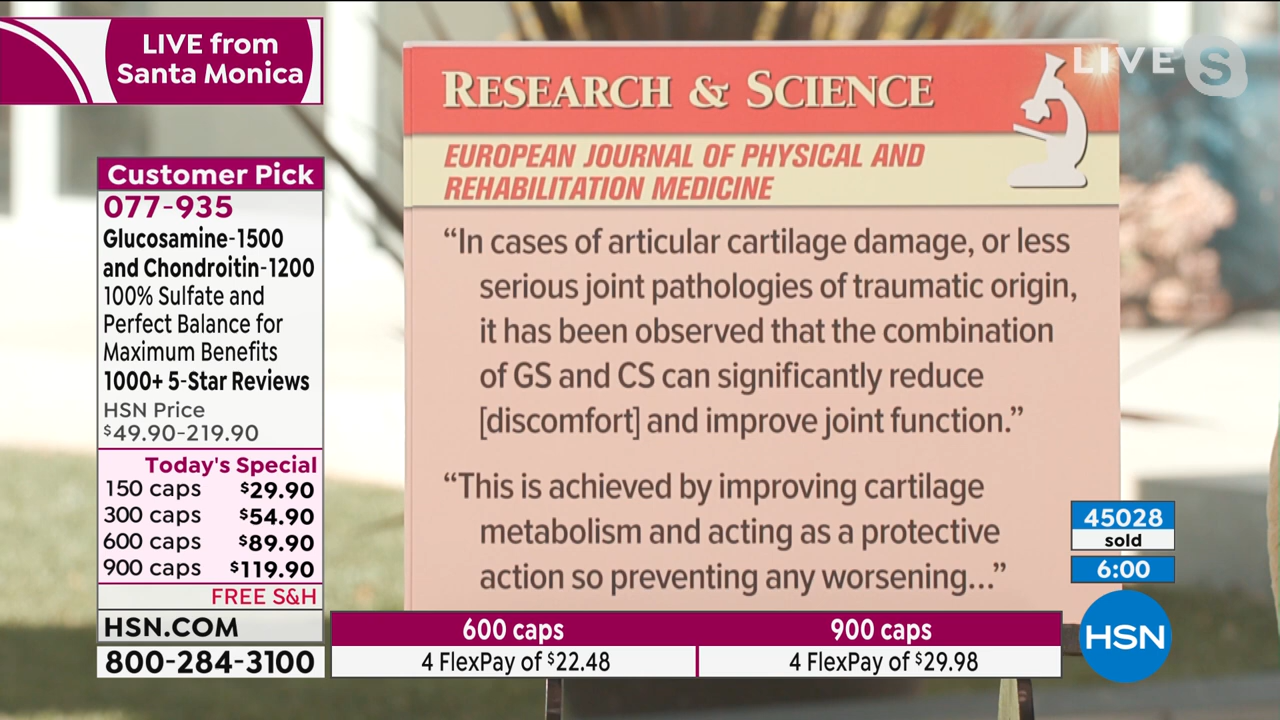 LIVE from
Santa Monica
LIVE S
Customer Pick
077-935
Glucosamine-1500
and Chondroitin-1200
100% Sulfate and
Perfect Balance for
Maximum Benefits
1000+ 5-Star Reviews
HSN Price
$49.90-219.90
Today's Special
150 caps $29.90
300 caps $54.90
600 caps $89.90
900 caps $119.90
FREE S&H
HSN.COM
800-284-3100
RESEARCH & SCIENCE
EUROPEAN JOURNAL OF PHYSICAL AND
REHABILITATION MEDICINE
“In cases of articular cartilage damage, or less
serious joint pathologies of traumatic origin,
it has been observed that the combination
of GS and CS can significantly reduce
[discomfort] and improve joint function.”
“This is achieved by improving cartilage
metabolism and acting as a protective
action so preventing any worsening...”
45028
sold
6:00
HSN
600 caps 900 caps
4 FlexPay of $22.48 4 FlexPay of $29.98